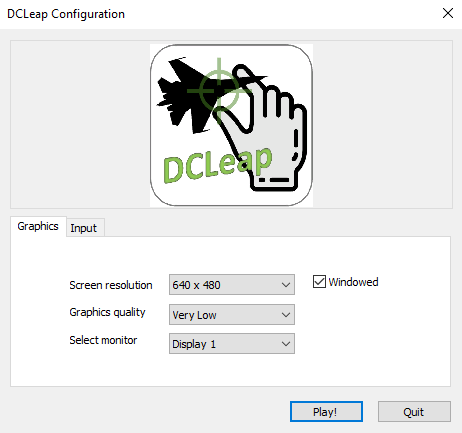 DCLeap Configuration
DCLeap
Graphics
Input
Screen resolution
640 x 480
Windowed
Graphics quality
Very Low
Select monitor
Display 1
Play!
Quit